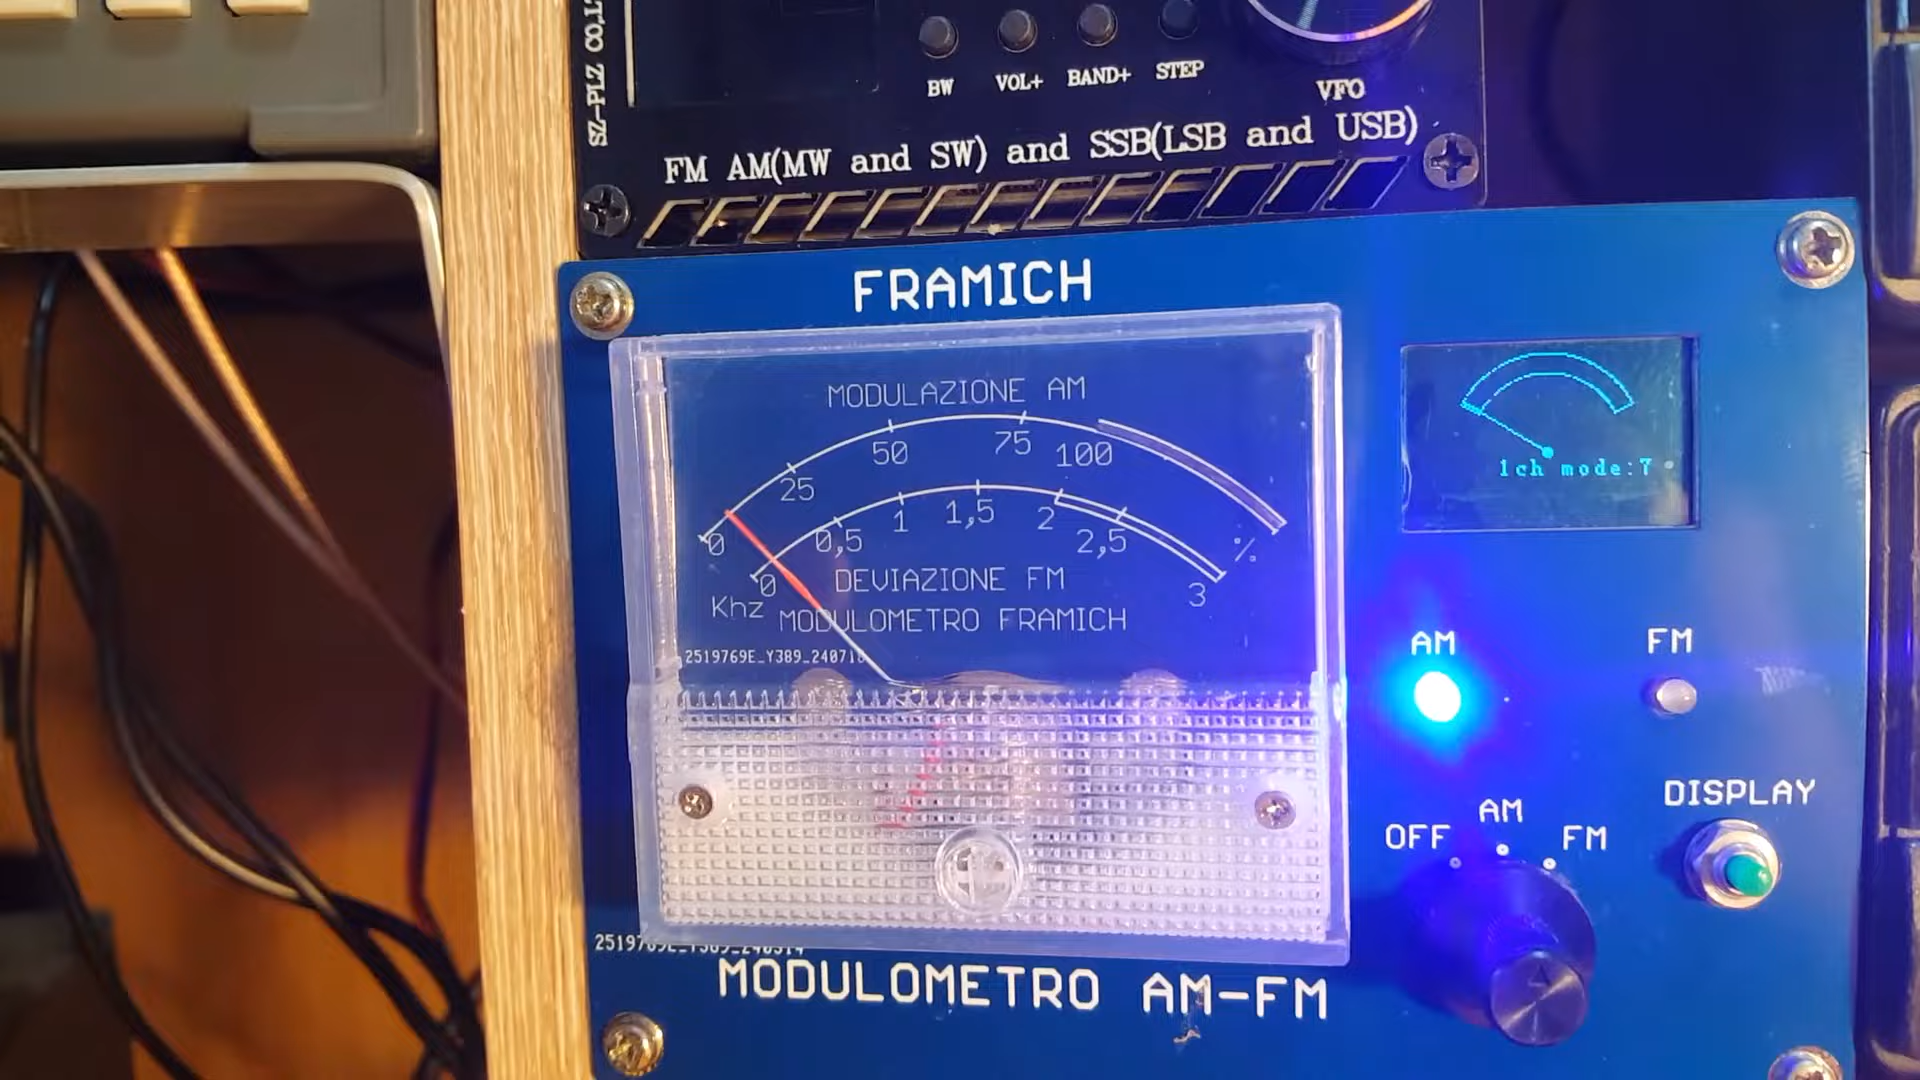 SZ-PLZ CO.,LT
BW VOL+ BAND+ STEP
VFO
FM AM(MW and SW) and SSB(LSB and USB)
FRAMICH
MODULAZIONE AM
0 25 50 75 100 %
0 0,5 1 1,5 2 2,5 3
Khz
DEVIAZIONE FM
MODULOMETRO FRAMICH
2519769E_Y389_240718
1ch mode:7
AM FM
DISPLAY
OFF AM FM
MODULOMETRO AM-FM